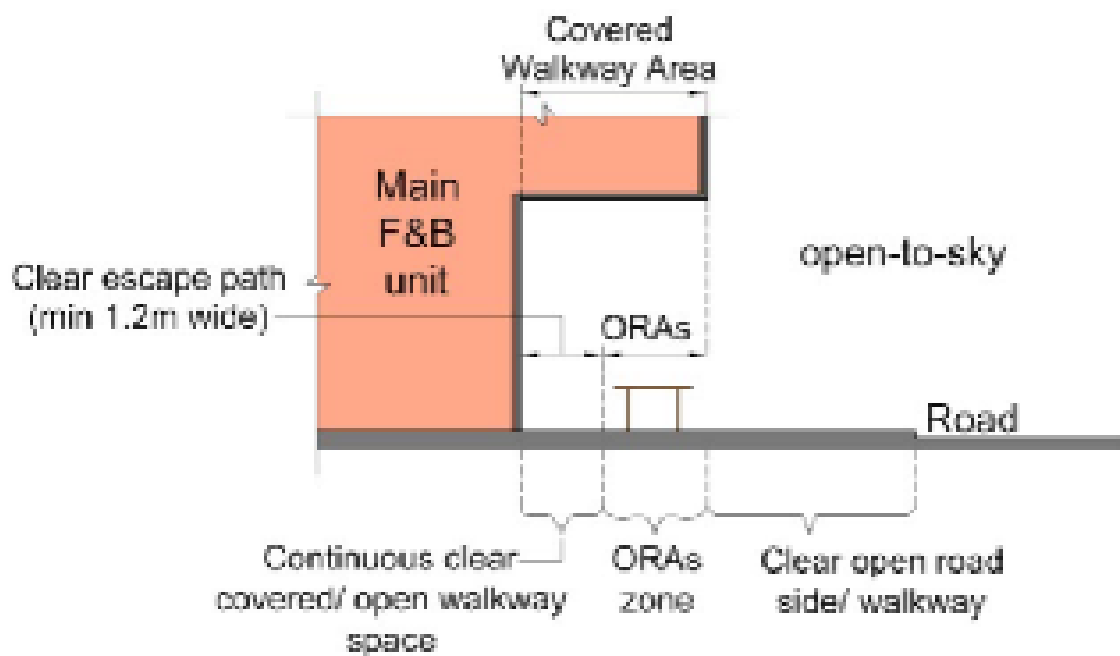 Covered
Walkway Area
Main
F&B
unit
open-to-sky
Clear escape path
(min 1.2m wide)
ORAs
Road
Continuous clear
covered/ open walkway
space
ORAs
zone
Clear open road
side/ walkway